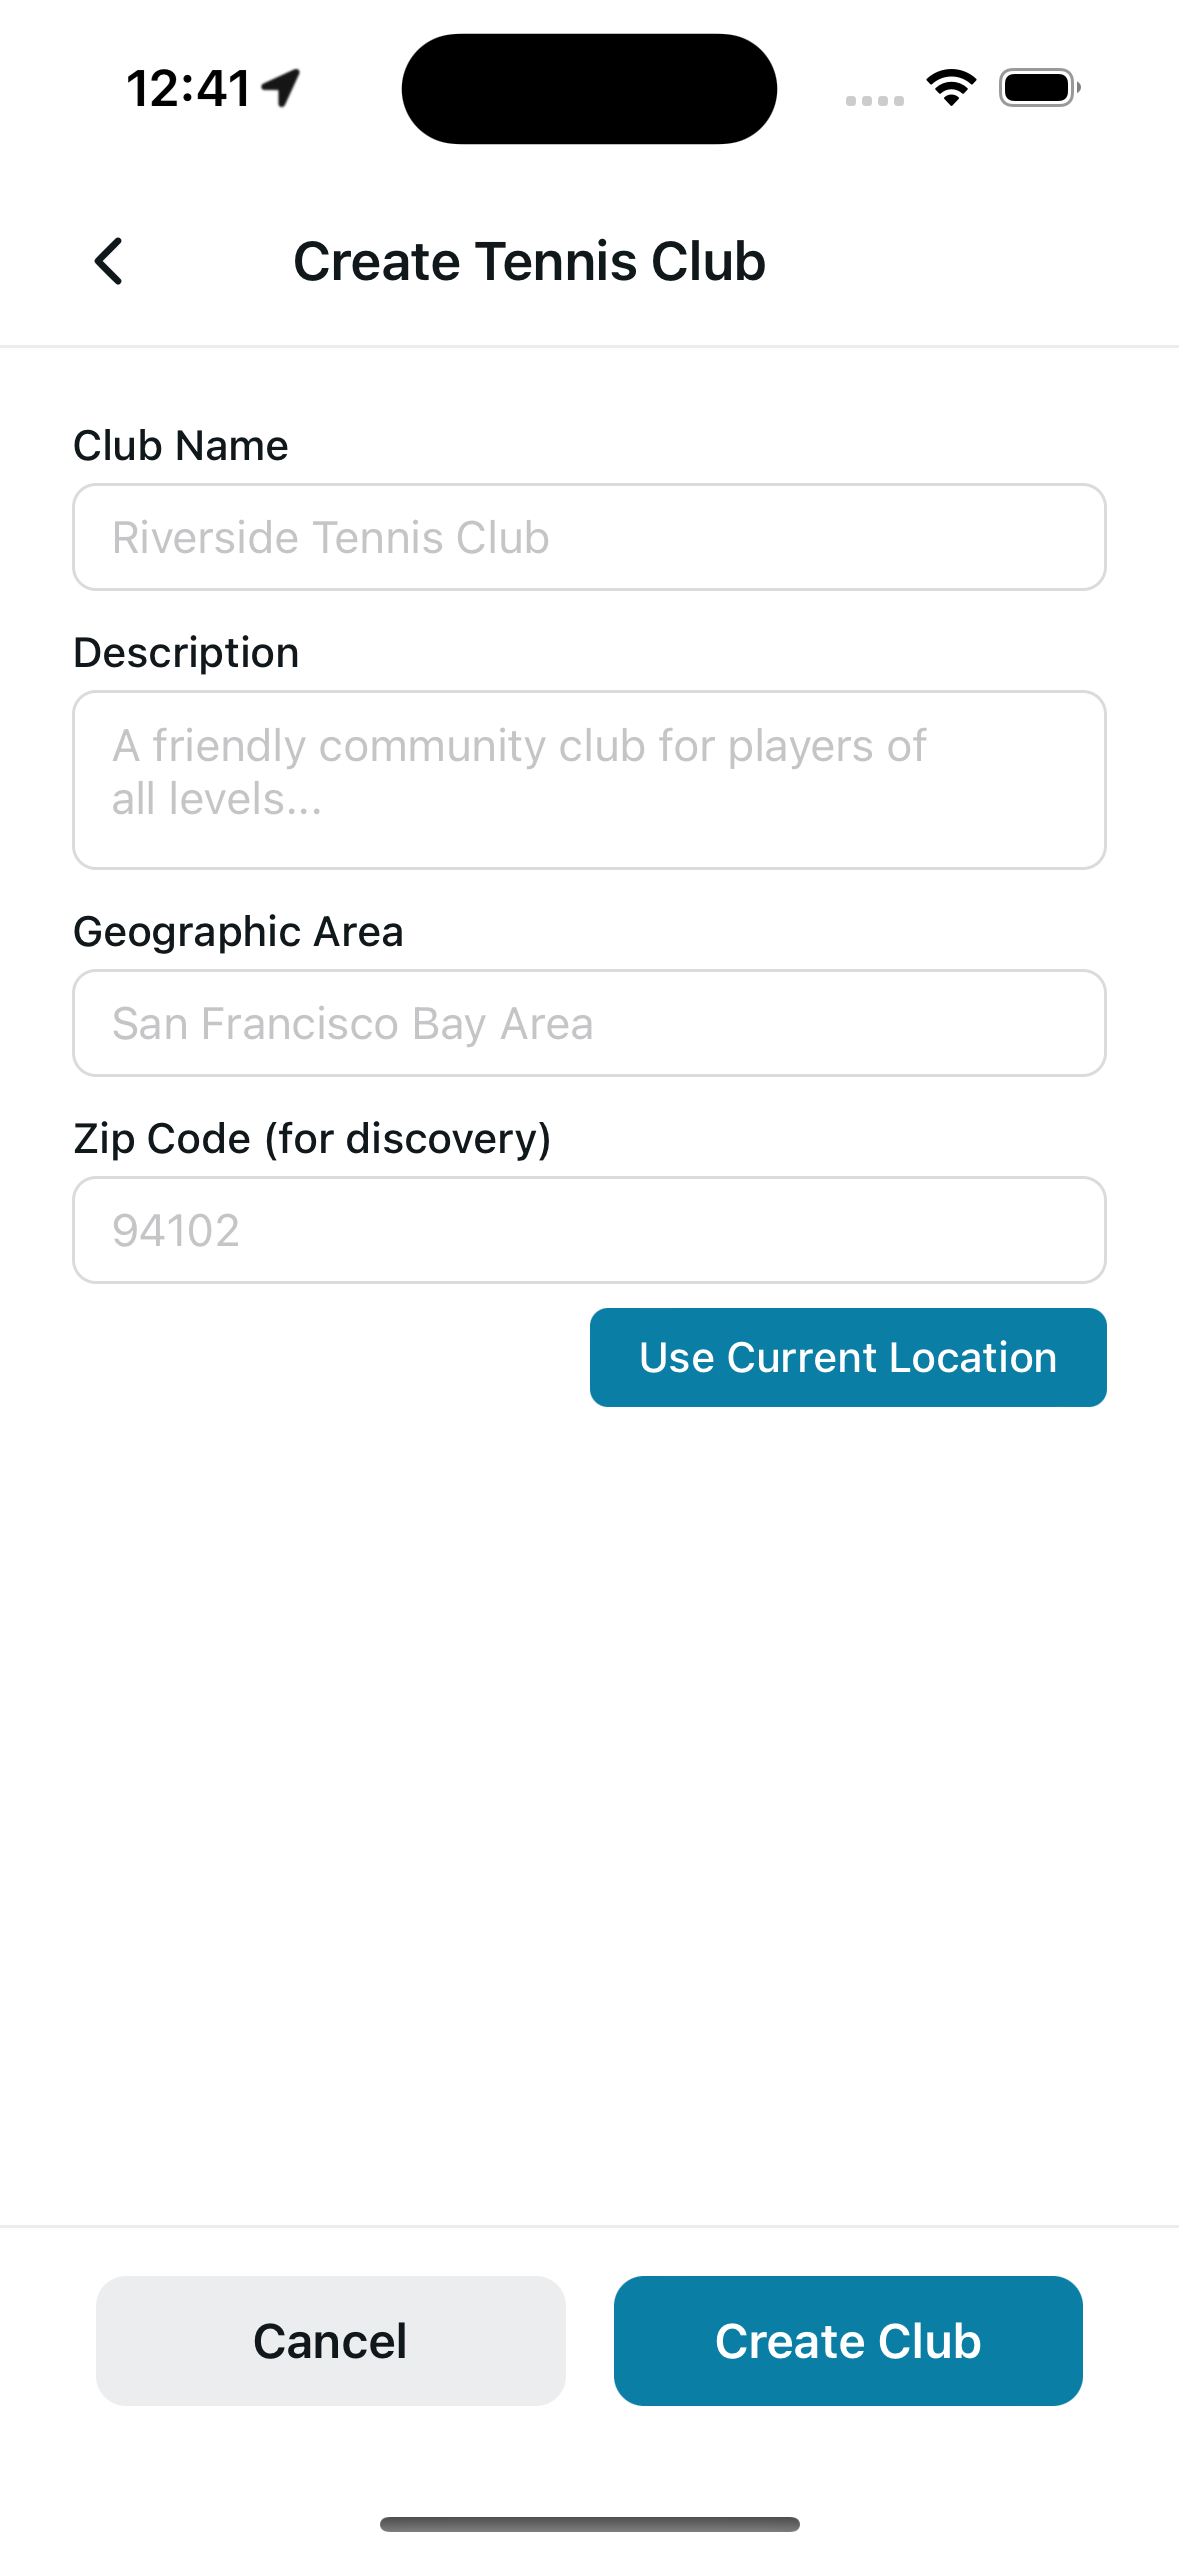 12:41
Create Tennis Club
Club Name
Riverside Tennis Club
Description
A friendly community club for players of
all levels...
Geographic Area
San Francisco Bay Area
Zip Code (for discovery)
94102
Use Current Location
Cancel
Create Club